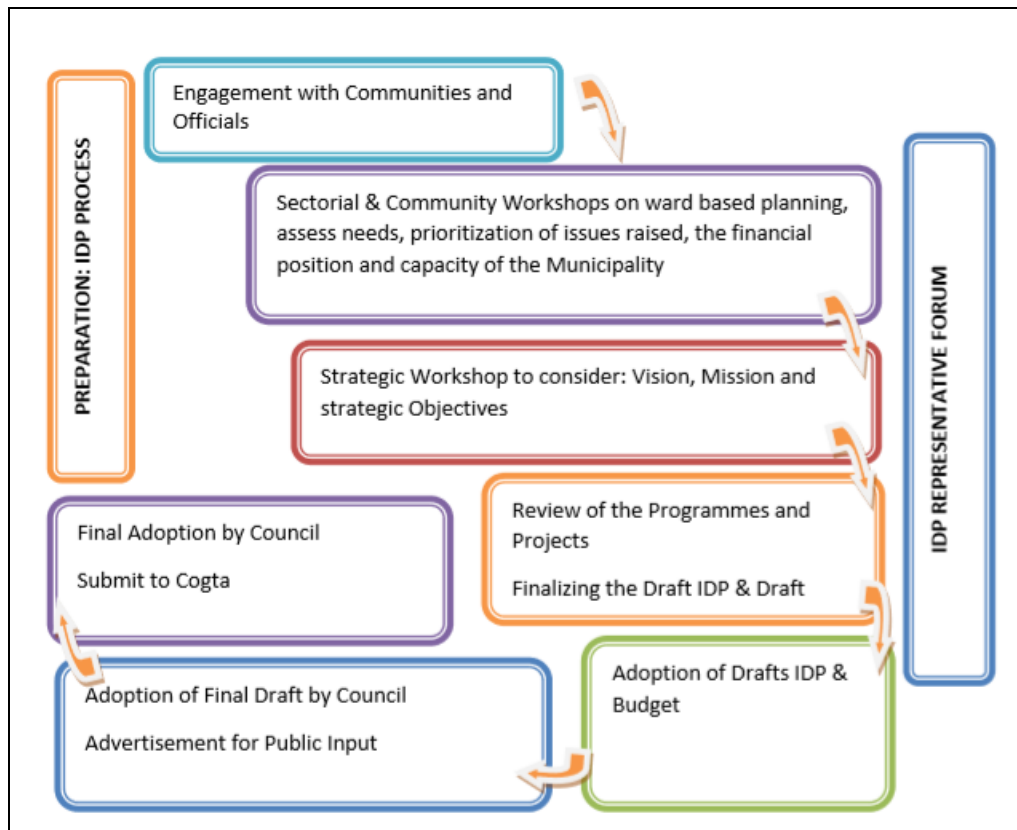 PREPARATION: IDP PROCESS
Engagement with Communities and
Officials
Sectorial & Community Workshops on ward based planning,
assess needs, prioritization of issues raised, the financial
position and capacity of the Municipality
Strategic Workshop to consider: Vision, Mission and
strategic Objectives
Review of the Programmes and
Projects
Finalizing the Draft IDP & Draft
Adoption of Drafts IDP &
Budget
Adoption of Final Draft by Council
Advertisement for Public Input
Final Adoption by Council
Submit to Cogta
IDP REPRESENTATIVE FORUM